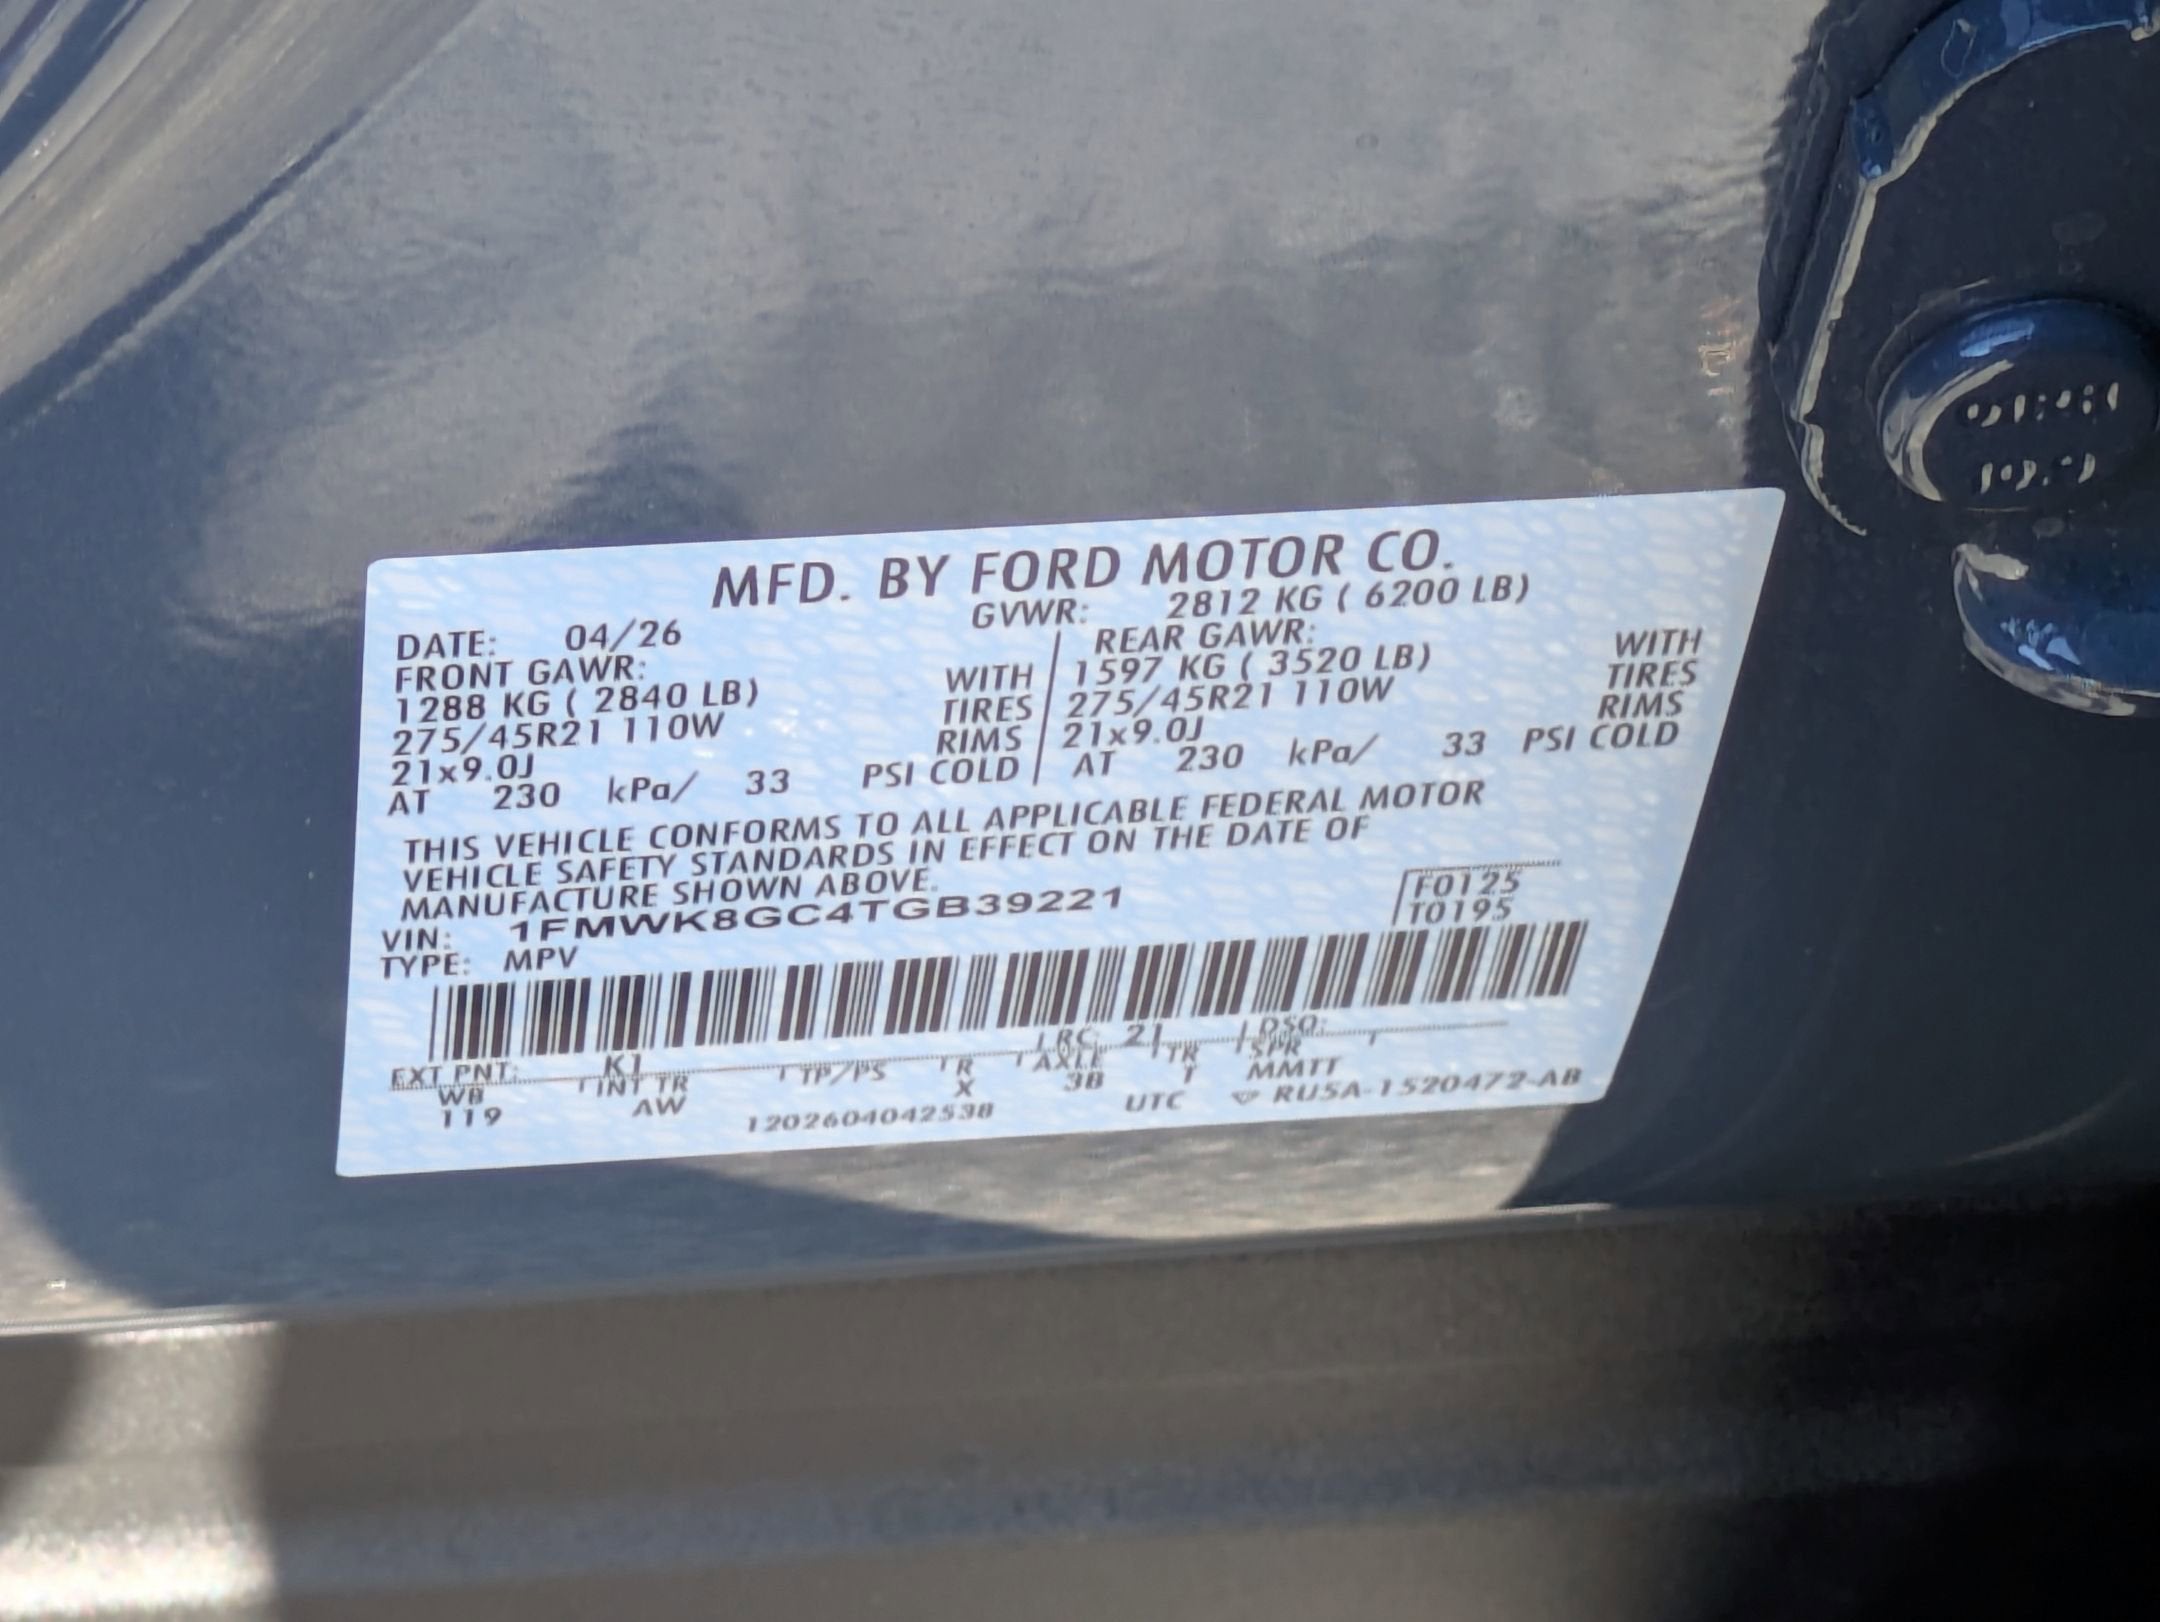 MFD. BY FORD MOTOR CO.
DATE: 04/26 GVWR: 2812 KG ( 6200 LB)
FRONT GAWR: REAR GAWR:
1288 KG ( 2840 LB) WITH 1597 KG ( 3520 LB) WITH
275/45R21 110W TIRES 275/45R21 110W TIRES
21x9.0J RIMS 21x9.0J RIMS
AT 230 kPa/ 33 PSI COLD AT 230 kPa/ 33 PSI COLD
THIS VEHICLE CONFORMS TO ALL APPLICABLE FEDERAL MOTOR
VEHICLE SAFETY STANDARDS IN EFFECT ON THE DATE OF
MANUFACTURE SHOWN ABOVE.
VIN: 1FMWK8GC4TGB39221
F0125
T0195
TYPE: MPV
EXT PNT: K1 RC: 21 DSO:
WB INT TR TP/PS R AXLE TR SPR
119 AW X 3B T MMTT
1202604042538 UTC RU5A-1520472-AB